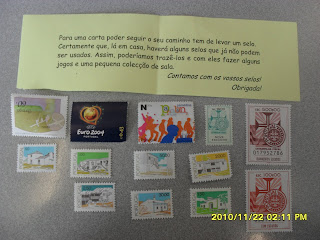 Para uma carta poder seguir o seu caminho tem de levar um selo.
Certamente que, lá em casa, haverá alguns selos que já não podem
ser usados. Assim, poderíamos trazê-los e com eles fazer alguns
jogos e uma pequena colecção de sala.
Contamos com os vossos selos!
Obrigada!
EURO 2004
N
2010/11/22 02:11 PM